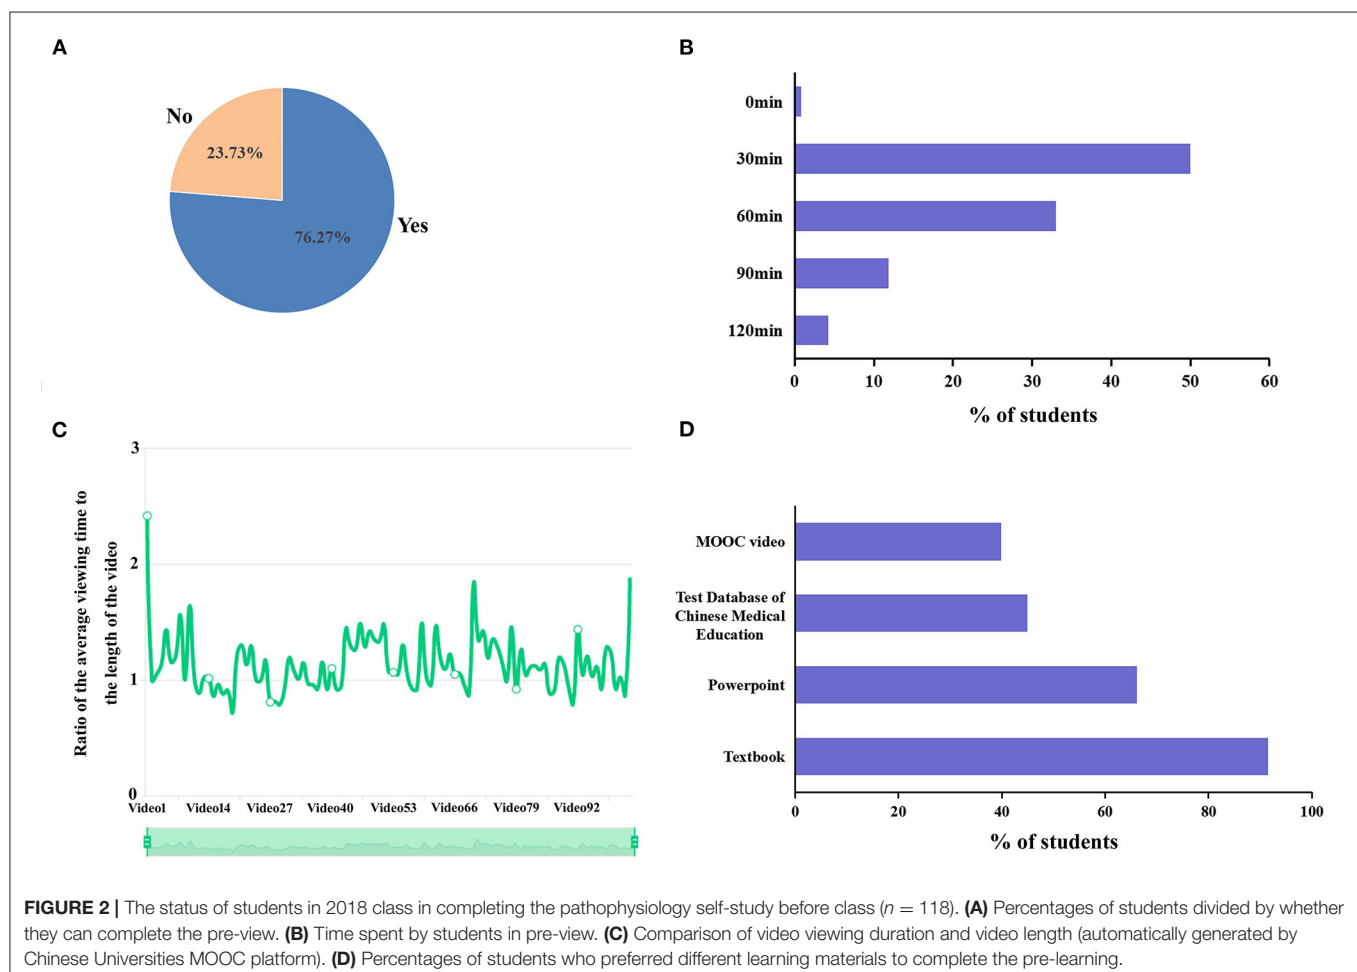 A
No
23.73%
Yes
76.27%
B
0min
30min
60min
90min
120min
0 10 20 30 40 50 60
% of students
C
Ratio of the average viewing time to
the length of the video
3
2
1
0
Video1 Video14 Video27 Video40 Video53 Video66 Video79 Video92
D
MOOC video
Test Database of
Chinese Medical
Education
Powerpoint
Textbook
0 20 40 60 80 100
% of students
FIGURE 2 | The status of students in 2018 class in completing the pathophysiology self-study before class (n = 118). (A) Percentages of students divided by whether
they can complete the pre-view. (B) Time spent by students in pre-view. (C) Comparison of video viewing duration and video length (automatically generated by
Chinese Universities MOOC platform). (D) Percentages of students who preferred different learning materials to complete the pre-learning.